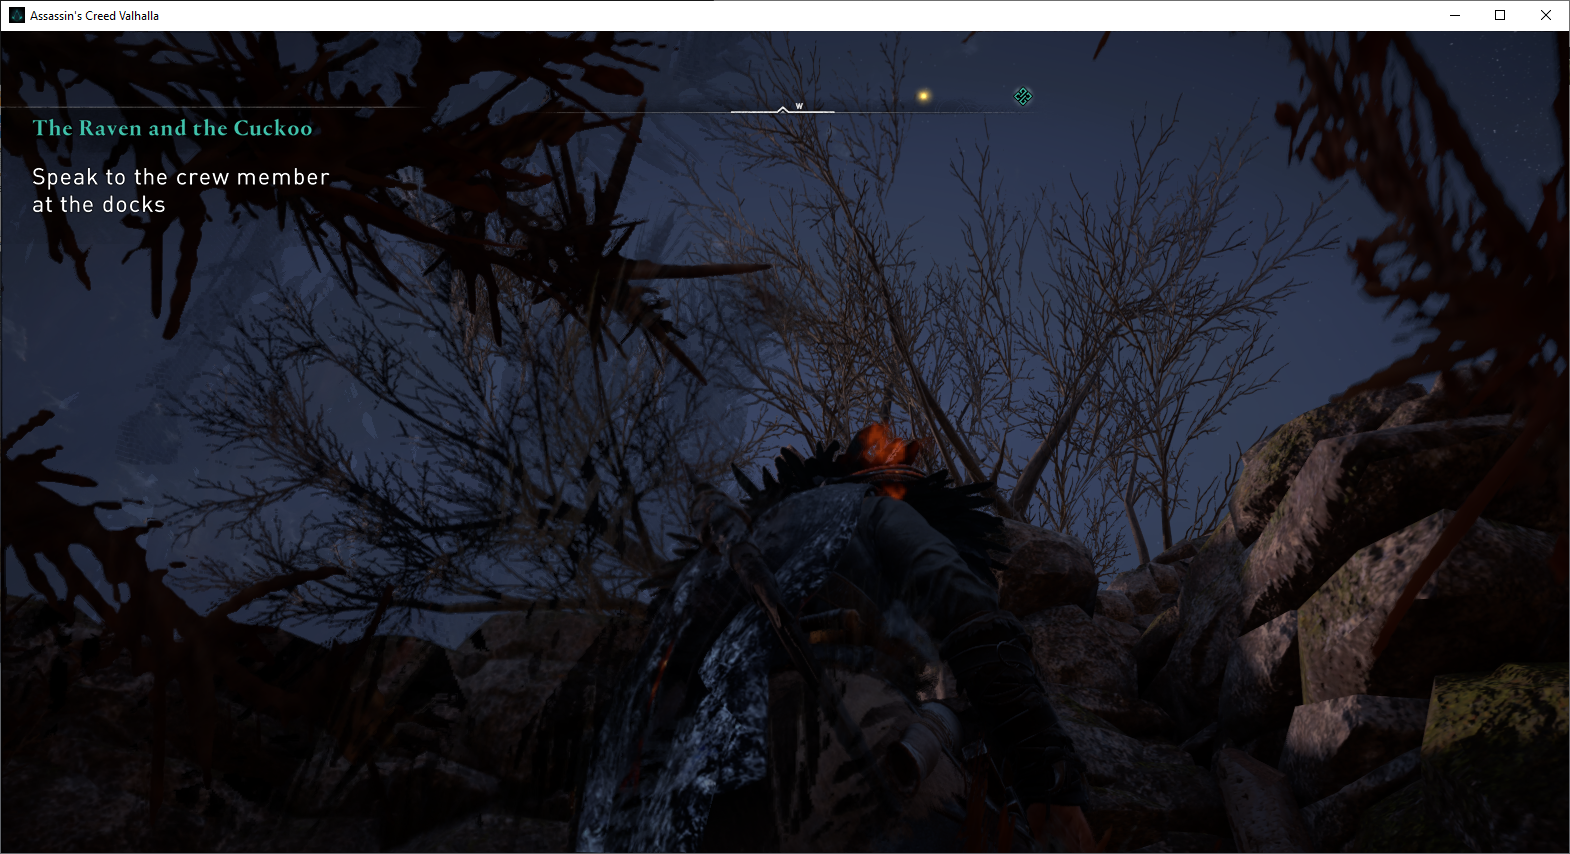 Assassin's Creed Valhalla
W
The Raven and the Cuckoo
Speak to the crew member
at the docks